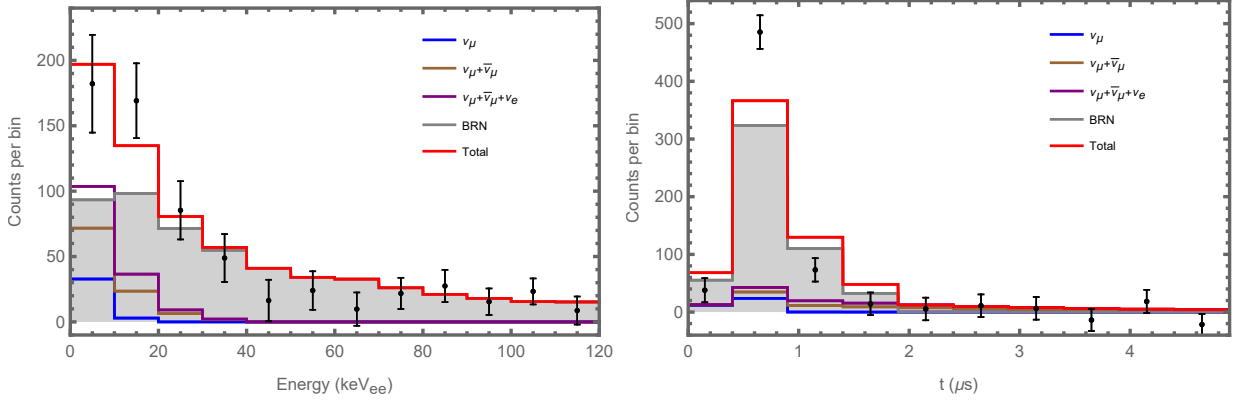 200
150
100
50
0
Counts per bin
ν_μ
ν_μ+ν̅_μ
ν_μ+ν̅_μ+ν_e
BRN
Total
0 20 40 60 80 100 120
Energy (keV_ee)
500
400
300
200
100
0
Counts per bin
ν_μ
ν_μ+ν̅_μ
ν_μ+ν̅_μ+ν_e
BRN
Total
0 1 2 3 4
t (μs)